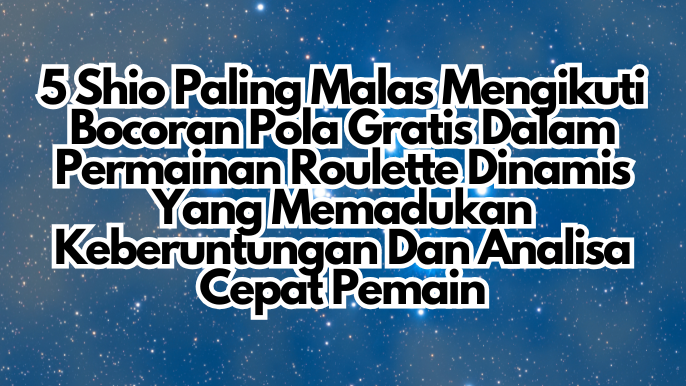 5 Shio Paling Malas Mengikuti
Bocoran Pola Gratis Dalam
Permainan Roulette Dinamis
Yang Memadukan
Keberuntungan Dan Analisa
Cepat Pemain